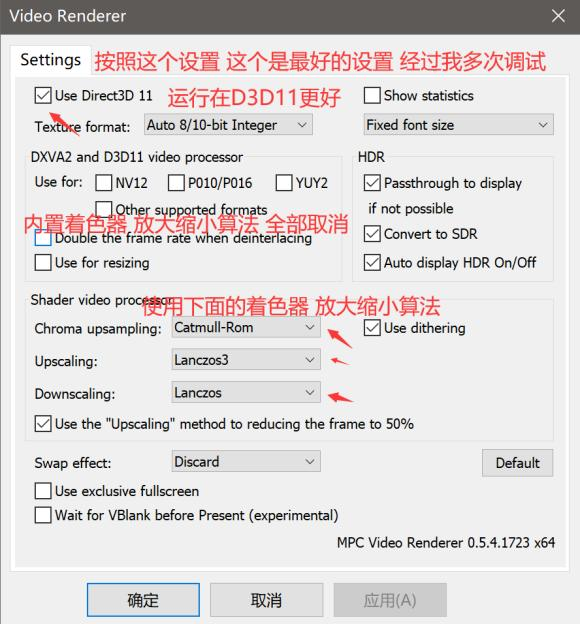 Video Renderer
Settings
按照这个设置 这个是最好的设置 经过我多次调试
Use Direct3D 11
运行在D3D11更好
Show statistics
Texture format:
Auto 8/10-bit Integer
Fixed font size
DXVA2 and D3D11 video processor
HDR
Use for:
NV12
P010/P016
YUY2
Passthrough to display
Other supported formats
if not possible
内置着色器 放大缩小算法 全部取消
Double the frame rate when deinterlacing
Convert to SDR
Use for resizing
Auto display HDR On/Off
Shader video processor
使用下面的着色器 放大缩小算法
Chroma upsampling:
Catmull-Rom
Use dithering
Upscaling:
Lanczos3
Downscaling:
Lanczos
Use the "Upscaling" method to reducing the frame to 50%
Swap effect:
Discard
Default
Use exclusive fullscreen
Wait for VBlank before Present (experimental)
MPC Video Renderer 0.5.4.1723 x64
确定
取消
应用(A)